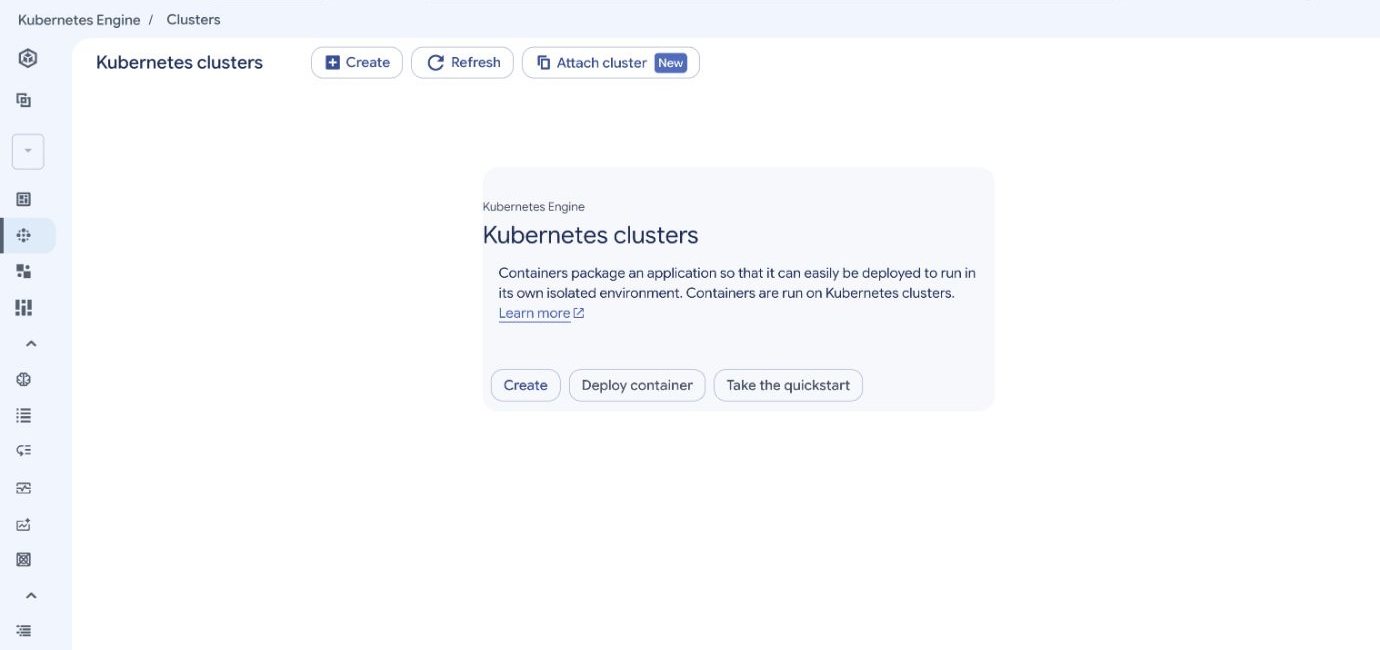 Kubernetes Engine / Clusters
Kubernetes clusters
Create
Refresh
Attach cluster New
Kubernetes Engine
Kubernetes clusters
Containers package an application so that it can easily be deployed to run in
its own isolated environment. Containers are run on Kubernetes clusters.
Learn more
Create
Deploy container
Take the quickstart